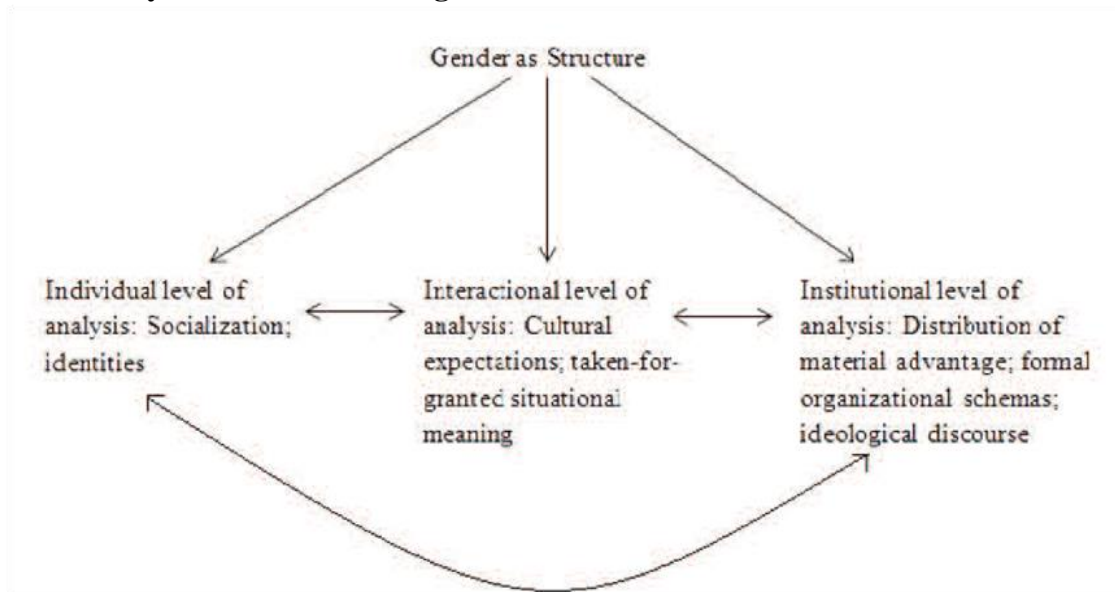 Gender as Structure
Individual level of
analysis: Socialization;
identities
Interactional level of
analysis: Cultural
expectations; taken-for-
granted situational
meaning
Institutional level of
analysis: Distribution of
material advantage; formal
organizational schemas;
ideological discourse